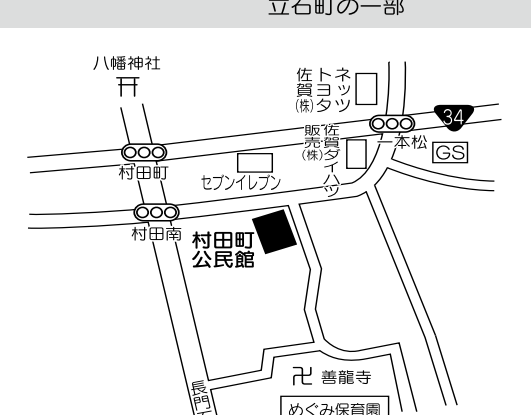 立石町の一部
八幡神社
ネッツ
トヨタ
佐賀
(株)
34
一本松
GS
佐賀ダイハツ
販売
(株)
村田町
セブンイレブン
村田南
村田町
公民館
長門石
善龍寺
めぐみ保育園